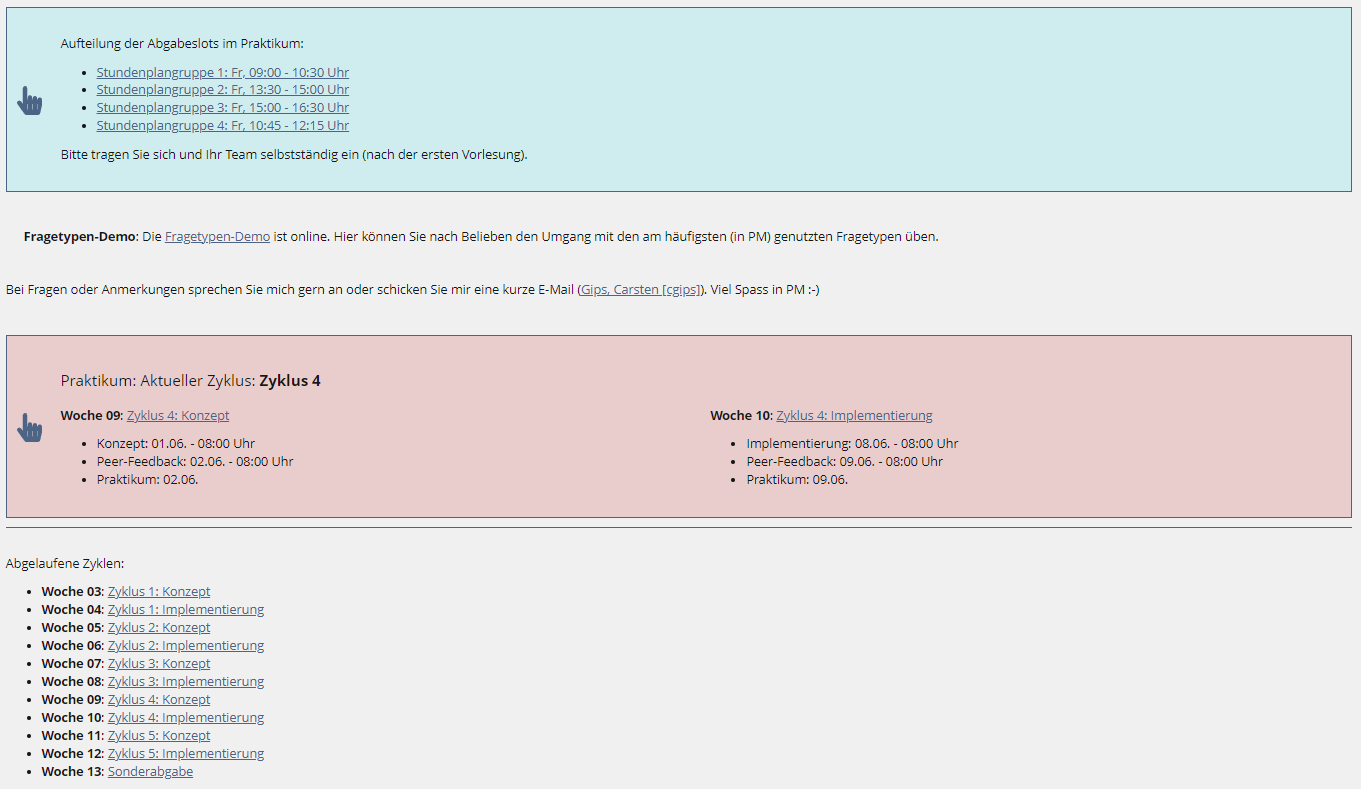 Aufteilung der Abgabeslots im Praktikum:
Stundenplangruppe 1: Fr, 09:00 - 10:30 Uhr
Stundenplangruppe 2: Fr, 13:30 - 15:00 Uhr
Stundenplangruppe 3: Fr, 15:00 - 16:30 Uhr
Stundenplangruppe 4: Fr, 10:45 - 12:15 Uhr
Bitte tragen Sie sich und Ihr Team selbstständig ein (nach der ersten Vorlesung).
Fragetypen-Demo: Die Fragetypen-Demo ist online. Hier können Sie nach Belieben den Umgang mit den am häufigsten (in PM) genutzten Fragetypen üben.
Bei Fragen oder Anmerkungen sprechen Sie mich gern an oder schicken Sie mir eine kurze E-Mail (Gips, Carsten [cgips]). Viel Spass in PM :-)
Praktikum: Aktueller Zyklus: Zyklus 4
Woche 09: Zyklus 4: Konzept
Konzept: 01.06. - 08:00 Uhr
Peer-Feedback: 02.06. - 08:00 Uhr
Praktikum: 02.06.
Woche 10: Zyklus 4: Implementierung
Implementierung: 08.06. - 08:00 Uhr
Peer-Feedback: 09.06. - 08:00 Uhr
Praktikum: 09.06.
Abgelaufene Zyklen:
Woche 03: Zyklus 1: Konzept
Woche 04: Zyklus 1: Implementierung
Woche 05: Zyklus 2: Konzept
Woche 06: Zyklus 2: Implementierung
Woche 07: Zyklus 3: Konzept
Woche 08: Zyklus 3: Implementierung
Woche 09: Zyklus 4: Konzept
Woche 10: Zyklus 4: Implementierung
Woche 11: Zyklus 5: Konzept
Woche 12: Zyklus 5: Implementierung
Woche 13: Sonderabgabe